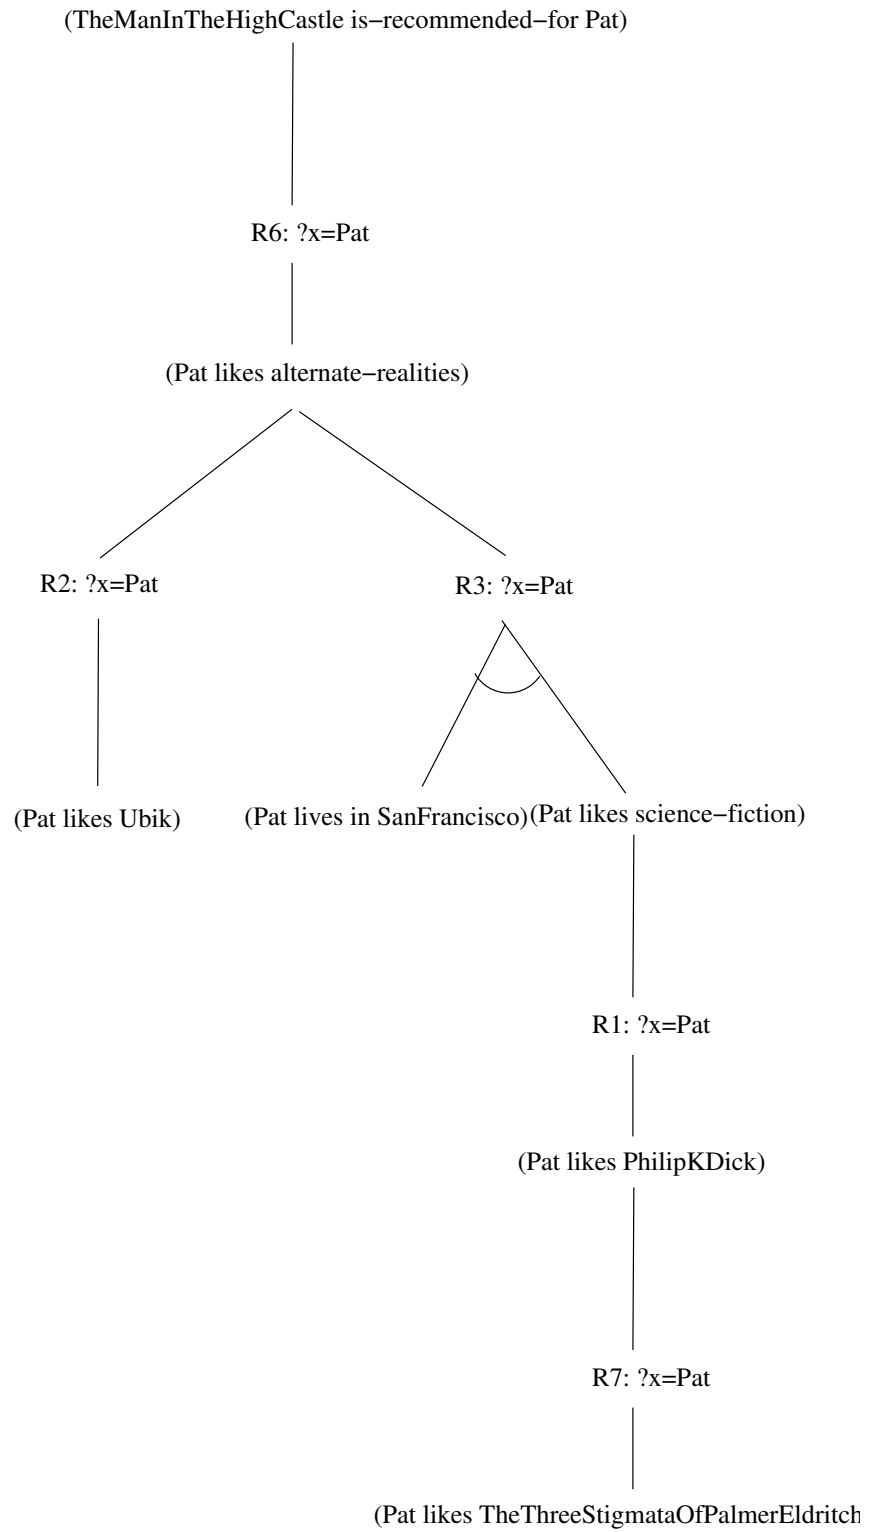 (TheManInTheHighCastle is−recommended−for Pat)
R6: ?x=Pat
(Pat likes alternate−realities)
R2: ?x=Pat
R3: ?x=Pat
(Pat likes Ubik)
(Pat lives in SanFrancisco)
(Pat likes science−fiction)
R1: ?x=Pat
(Pat likes PhilipKDick)
R7: ?x=Pat
(Pat likes TheThreeStigmataOfPalmerEldritch